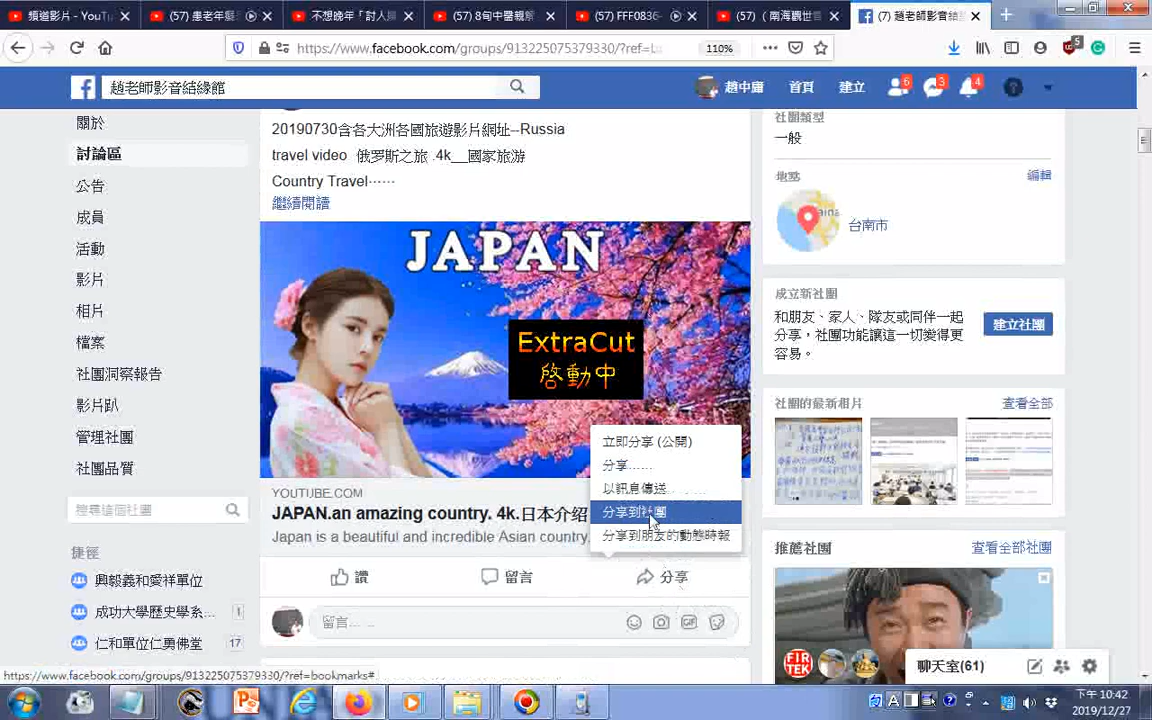 (57) 頻道影片 - YouTu
(57) 患老年癡
不想晚年「討人
(57) 8旬中醫親解
(57) FFF0836-
(57) （南海觀世
(7) 趙老師影音結
https://www.facebook.com/groups/913225075379330/?ref=b
110%
5
趙老師影音結緣館
趙中庸
首頁
建立
6
3
4
關於
討論區
公告
成員
活動
影片
相片
檔案
社團洞察報告
影片趴
管理社團
社團品質
搜尋這個社團
捷徑
興毅義和愛祥單位
成功大學歷史學系...
1
仁和單位仁勇佛堂
17
20190730含各大洲各國旅遊影片網址--Russia
travel video 俄罗斯之旅 .4k__國家旅游
Country Travel……
繼續閱讀
JAPAN
ExtraCut
啓動中
立即分享 (公開)
分享……
以訊息傳送
分享到社團
分享到朋友的動態時報
YOUTUBE.COM
JAPAN.an amazing country. 4k.日本介绍
Japan is a beautiful and incredible Asian country.
讚
留言
分享
留言……
GIF
社團類型
一般
地點
編輯
台南市
成立新社團
和朋友、家人、隊友或同伴一起
分享，社團功能讓這一切變得更
容易。
建立社團
社團的最新相片
查看全部
推薦社團
查看全部社團
FIR
TEK
聊天室(61)
https://www.facebook.com/groups/913225075379330/?ref=bookmarks#
下午 10:42
2019/12/27